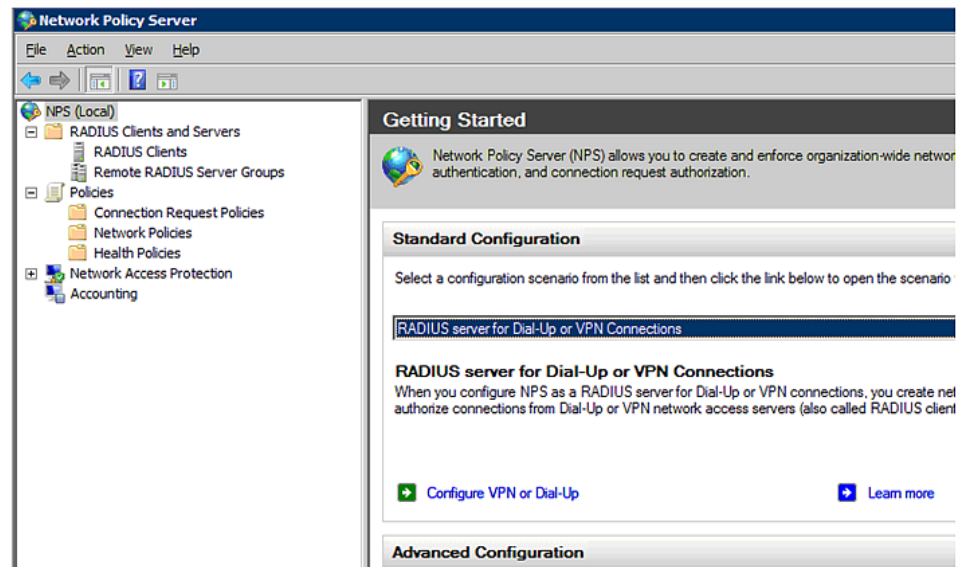 Network Policy Server
File Action View Help
NPS (Local)
RADIUS Clients and Servers
RADIUS Clients
Remote RADIUS Server Groups
Policies
Connection Request Policies
Network Policies
Health Policies
Network Access Protection
Accounting
Getting Started
Network Policy Server (NPS) allows you to create and enforce organization-wide networ
authentication, and connection request authorization.
Standard Configuration
Select a configuration scenario from the list and then click the link below to open the scenario
RADIUS server for Dial-Up or VPN Connections
RADIUS server for Dial-Up or VPN Connections
When you configure NPS as a RADIUS server for Dial-Up or VPN connections, you create net
authorize connections from Dial-Up or VPN network access servers (also called RADIUS client
Configure VPN or Dial-Up
Learn more
Advanced Configuration